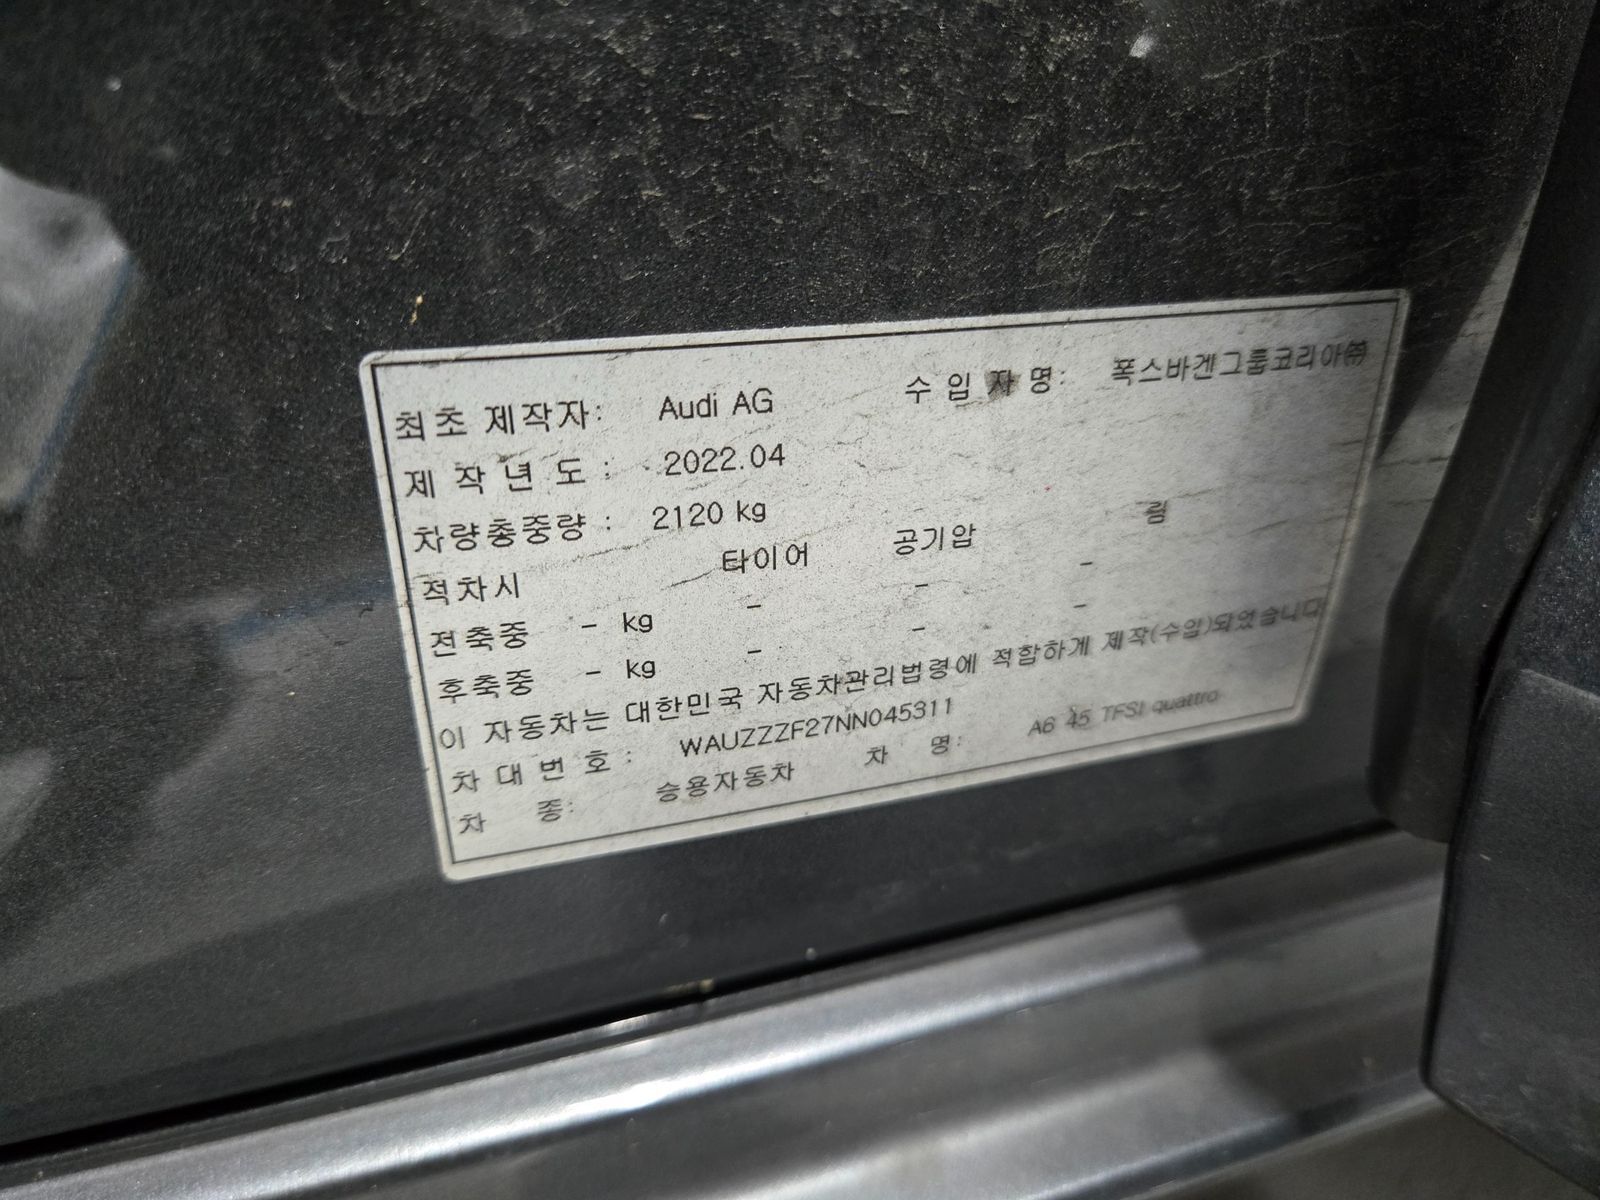 최초 제작자: Audi AG 수 입 자 명: 폭스바겐그룹코리아㈜
제 작 년 도 : 2022.04
차량총중량 : 2120 kg
적차시 타이어 공기압 림
전축중 - kg - - -
후축중 - kg - - -
이 자동차는 대한민국 자동차관리법령에 적합하게 제작(수입)되었습니다
차 대 번 호 : WAUZZZF27NN045311
차 종: 승용자동차 차 명: A6 45 TFSI quattro